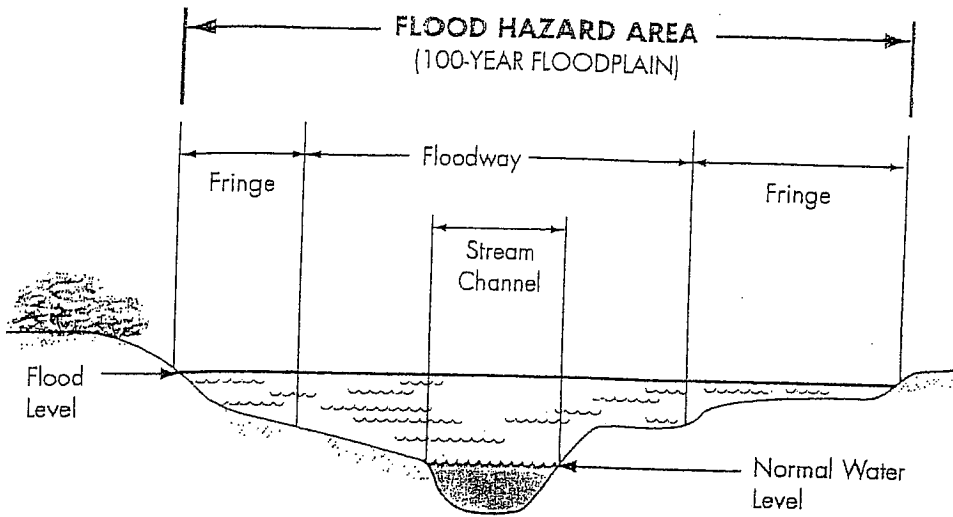 FLOOD HAZARD AREA
(100-YEAR FLOODPLAIN)
Fringe
Floodway
Fringe
Stream
Channel
Flood
Level
Normal Water
Level